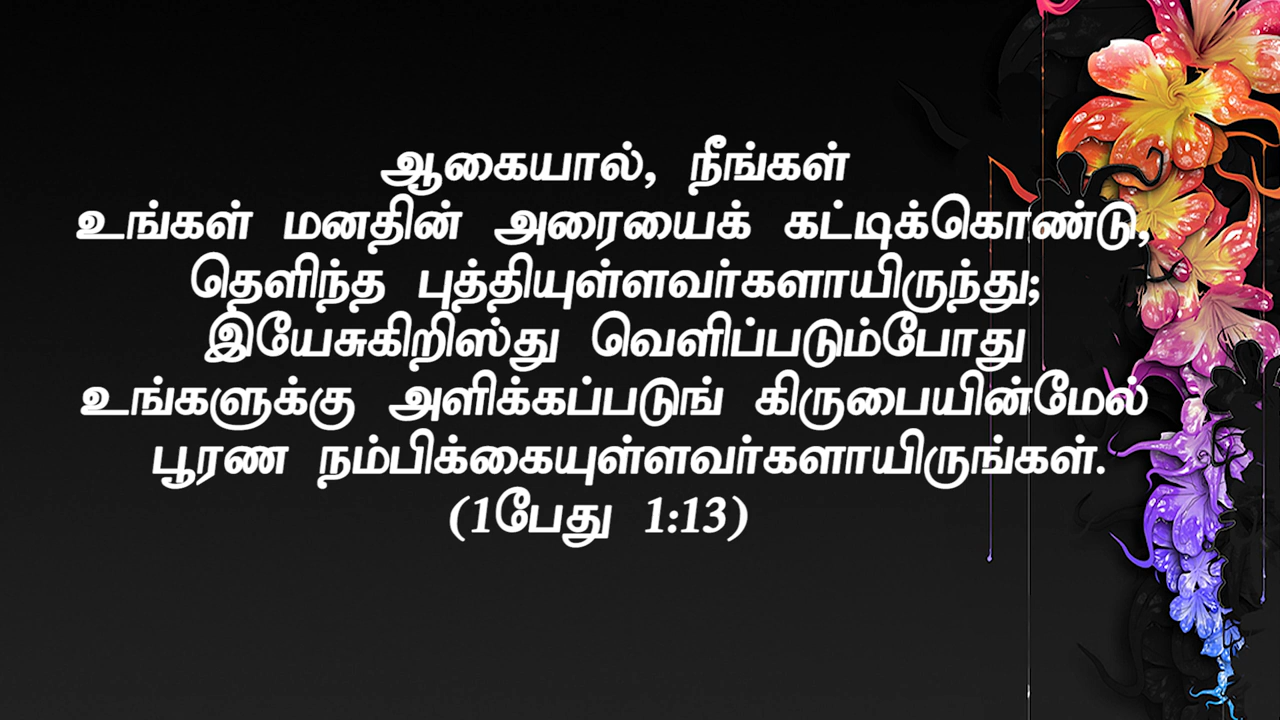 ஆகையால், நீங்கள்
உங்கள் மனதின் அரையைக் கட்டிக்கொண்டு,
தெளிந்த புத்தியுள்ளவர்களாயிருந்து;
இயேசுகிறிஸ்து வெளிப்படும்போது
உங்களுக்கு அளிக்கப்படுங் கிருபையின்மேல்
பூரண நம்பிக்கையுள்ளவர்களாயிருங்கள்.
(1பேது 1:13)